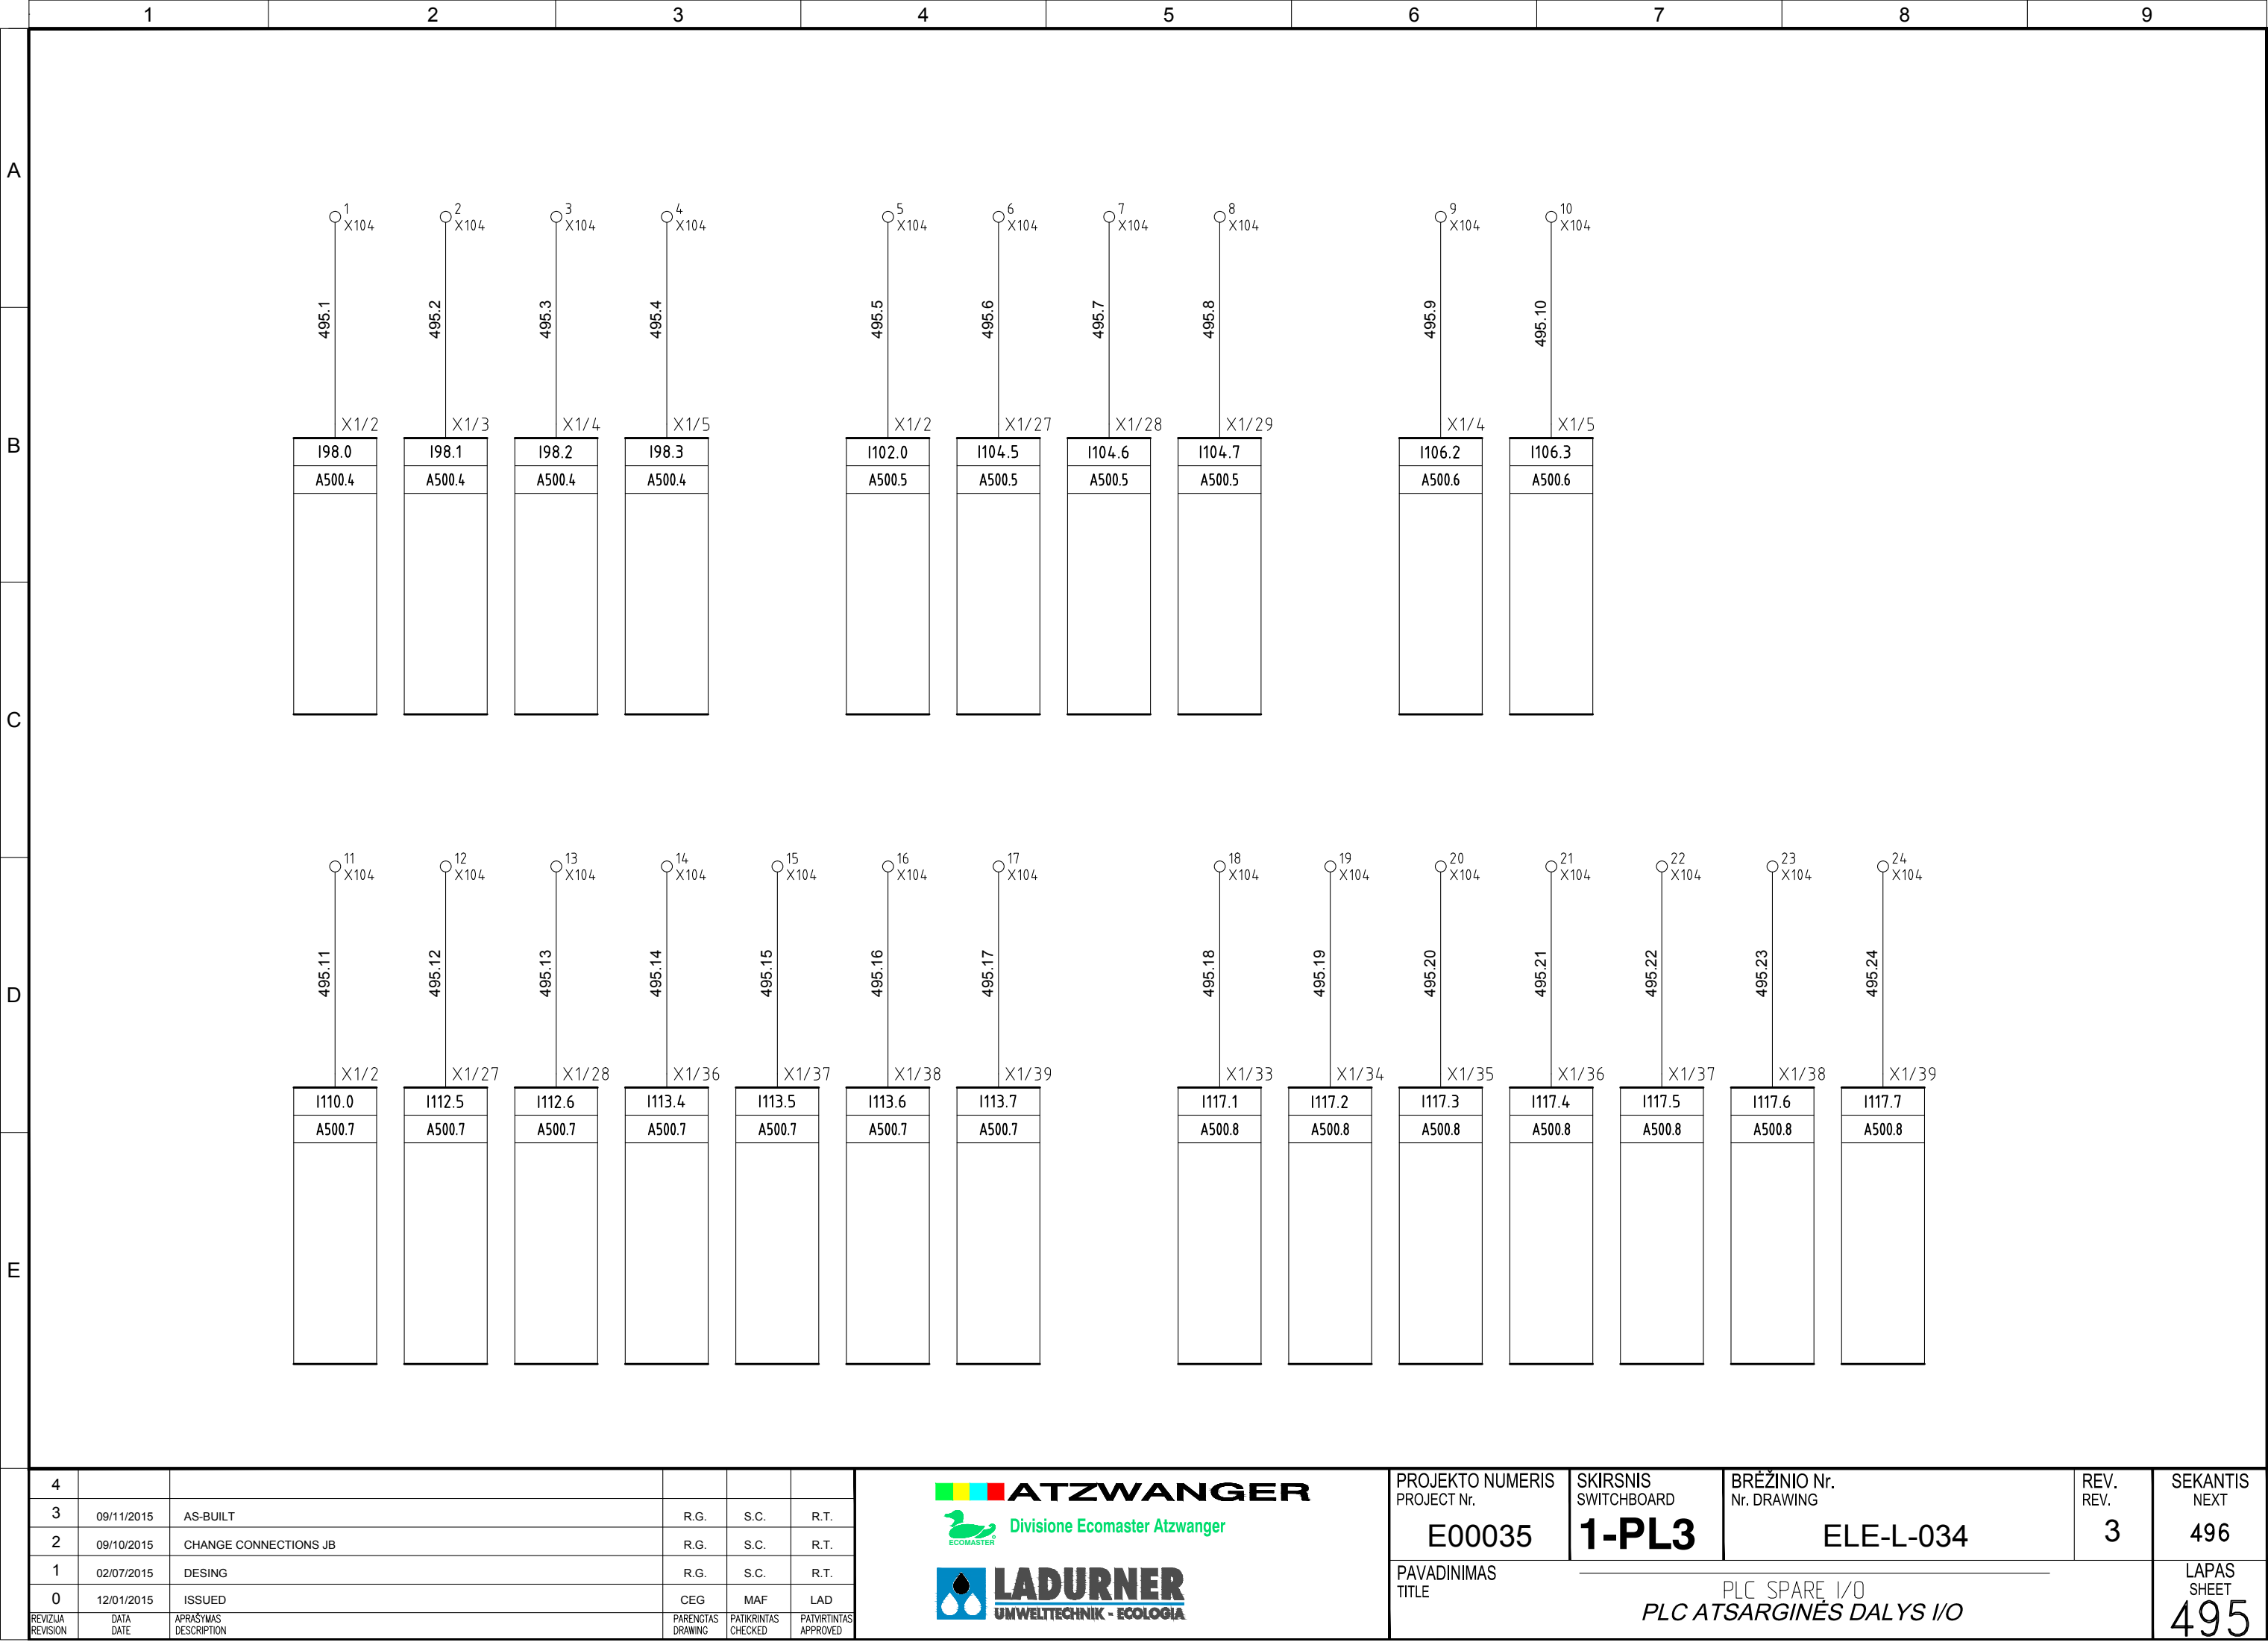 1 2 3 4 5 6 7 8 9
A
1 2 3 4 5 6 7 8 9 10
X104 X104 X104 X104 X104 X104 X104 X104 X104 X104
495.1 495.2 495.3 495.4 495.5 495.6 495.7 495.8 495.9 495.10
X1/2 X1/3 X1/4 X1/5 X1/2 X1/27 X1/28 X1/29 X1/4 X1/5
B
I98.0 I98.1 I98.2 I98.3 I102.0 I104.5 I104.6 I104.7 I106.2 I106.3
A500.4 A500.4 A500.4 A500.4 A500.5 A500.5 A500.5 A500.5 A500.6 A500.6
C
11 12 13 14 15 16 17 18 19 20 21 22 23 24
X104 X104 X104 X104 X104 X104 X104 X104 X104 X104 X104 X104 X104 X104
495.11 495.12 495.13 495.14 495.15 495.16 495.17 495.18 495.19 495.20 495.21 495.22 495.23 495.24
D
X1/2 X1/27 X1/28 X1/36 X1/37 X1/38 X1/39 X1/33 X1/34 X1/35 X1/36 X1/37 X1/38 X1/39
I110.0 I112.5 I112.6 I113.4 I113.5 I113.6 I113.7 I117.1 I117.2 I117.3 I117.4 I117.5 I117.6 I117.7
A500.7 A500.7 A500.7 A500.7 A500.7 A500.7 A500.7 A500.8 A500.8 A500.8 A500.8 A500.8 A500.8 A500.8
E
4
3 09/11/2015 AS-BUILT R.G. S.C. R.T.
2 09/10/2015 CHANGE CONNECTIONS JB R.G. S.C. R.T.
1 02/07/2015 DESING R.G. S.C. R.T.
0 12/01/2015 ISSUED CEG MAF LAD
REVIZIJA DATA APRAŠYMAS PARENGTAS PATIKRINTAS PATVIRTINTAS
REVISION DATE DESCRIPTION DRAWING CHECKED APPROVED
ATZWANGER
ECOMASTER Divisione Ecomaster Atzwanger
LADURNER
UMWELTTECHNIK - ECOLOGIA
PROJEKTO NUMERIS
PROJECT Nr.
E00035
SKIRSNIS
SWITCHBOARD
1-PL3
BRĖŽINIO Nr.
Nr. DRAWING
ELE-L-034
REV.
REV.
3
SEKANTIS
NEXT
496
PAVADINIMAS
TITLE
PLC SPARE I/O
PLC ATSARGINĖS DALYS I/O
LAPAS
SHEET
495